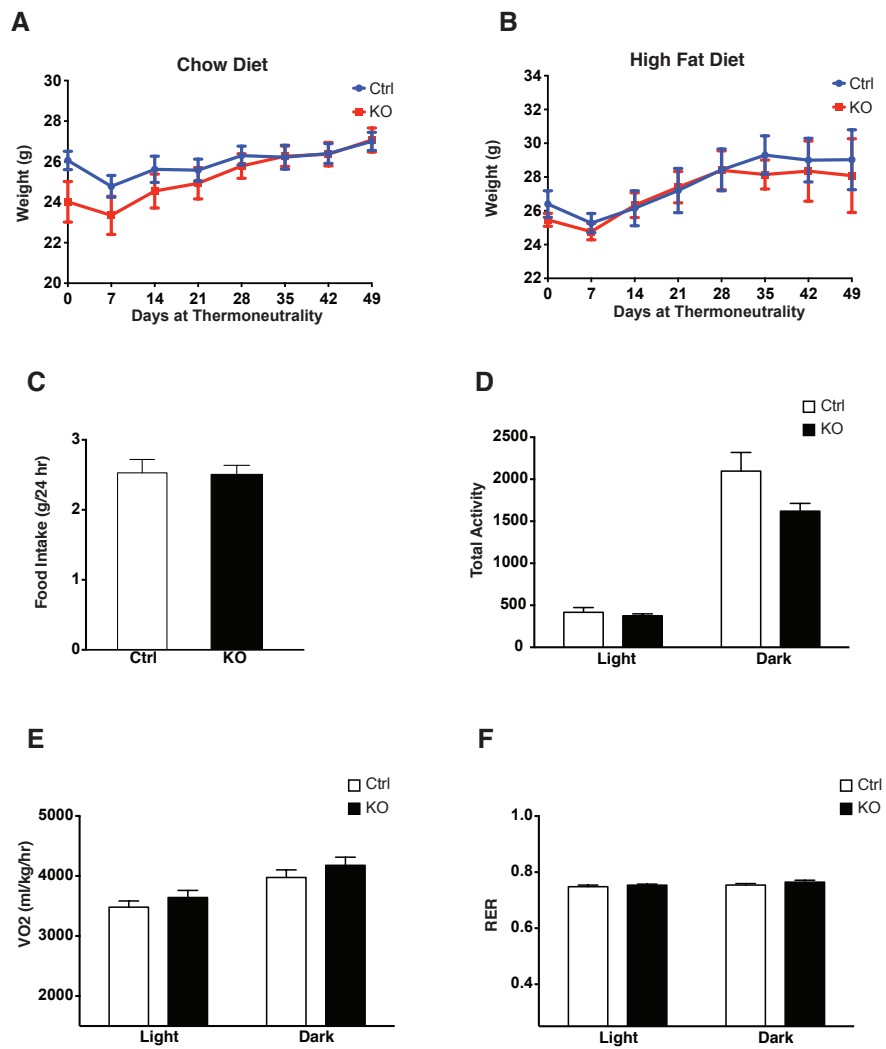 A
Chow Diet
Ctrl
KO
Weight (g)
30
28
26
24
22
20
0 7 14 21 28 35 42 49
Days at Thermoneutrality
B
High Fat Diet
Ctrl
KO
Weight (g)
34
32
30
28
26
24
22
0 7 14 21 28 35 42 49
Days at Thermoneutrality
C
Food Intake (g/24 hr)
3
2
1
0
Ctrl KO
D
Ctrl
KO
Total Activity
2500
2000
1500
1000
500
0
Light Dark
E
Ctrl
KO
VO2 (ml/kg/hr)
5000
4000
3000
2000
Light Dark
F
Ctrl
KO
RER
1.0
0.8
0.6
0.4
Light Dark